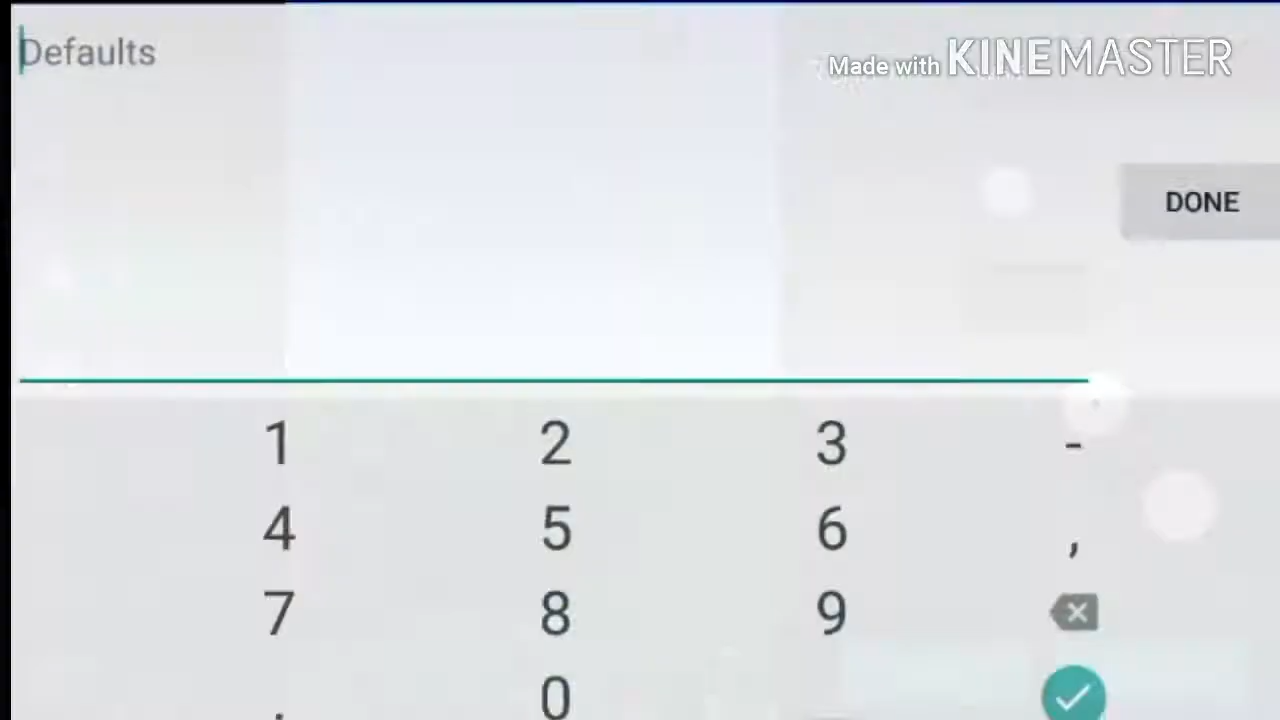 Defaults
Made with KINEMASTER
DONE
1 2 3 -
4 5 6 ,
7 8 9
. 0